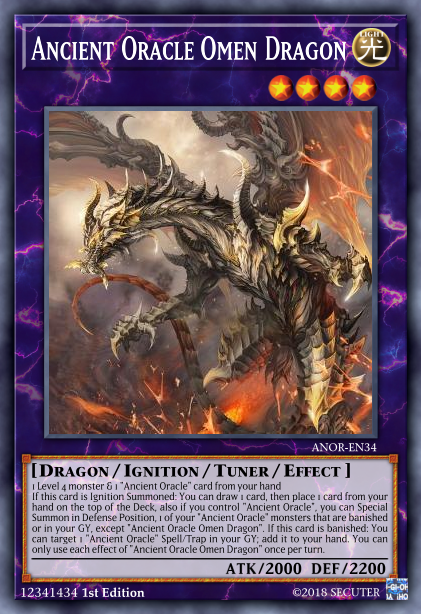 ANCIENT ORACLE OMEN DRAGON
LIGHT
光
ANOR-EN34
[DRAGON / IGNITION / TUNER / EFFECT ]
1 Level 4 monster & 1 "Ancient Oracle" card from your hand
If this card is Ignition Summoned: You can draw 1 card, then place 1 card from your
hand on the top of the Deck, also if you control "Ancient Oracle", you can Special
Summon in Defense Position, 1 of your "Ancient Oracle" monsters that are banished
or in your GY, except "Ancient Oracle Omen Dragon". If this card is banished: You can
target 1 "Ancient Oracle" Spell/Trap in your GY; add it to your hand. You can
only use each effect of "Ancient Oracle Omen Dragon" once per turn.
ATK/2000 DEF/2200
12341434 1st Edition
©2018 SECUTER